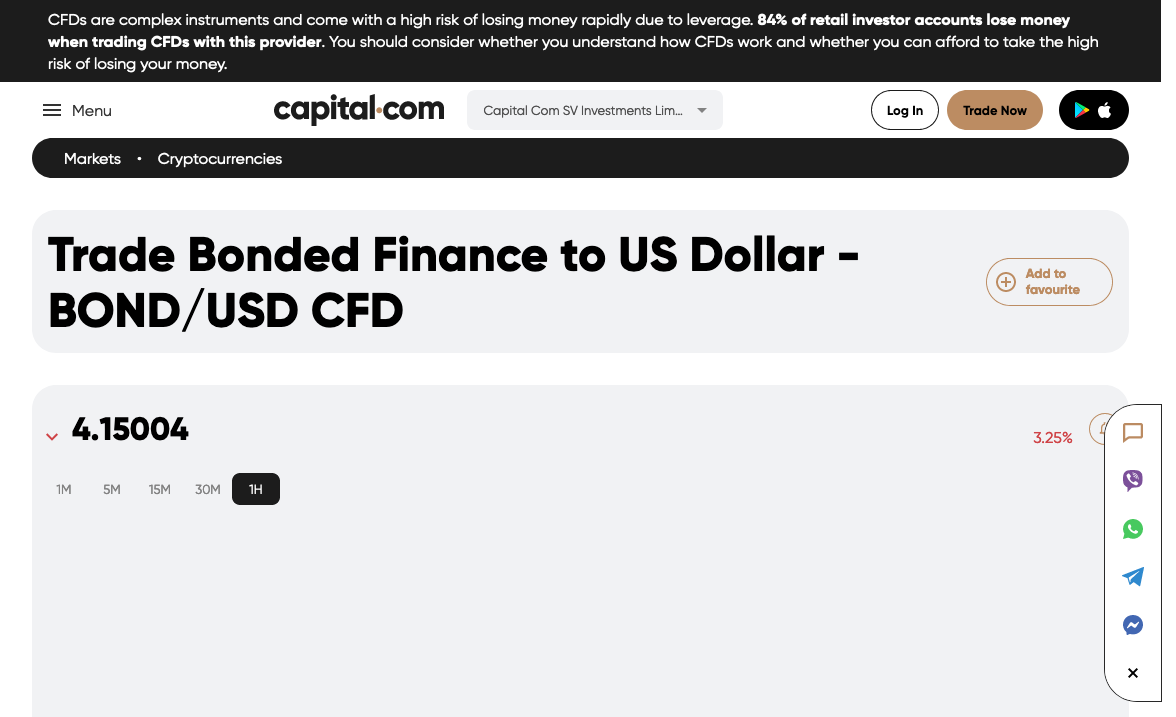 CFDs are complex instruments and come with a high risk of losing money rapidly due to leverage. 84% of retail investor accounts lose money
when trading CFDs with this provider. You should consider whether you understand how CFDs work and whether you can afford to take the high
risk of losing your money.
Menu
capital.com
Capital Com SV Investments Lim...
Log In
Trade Now
Markets • Cryptocurrencies
Trade Bonded Finance to US Dollar -
BOND/USD CFD
Add to
favourite
4.15004
3.25%
1M 5M 15M 30M 1H